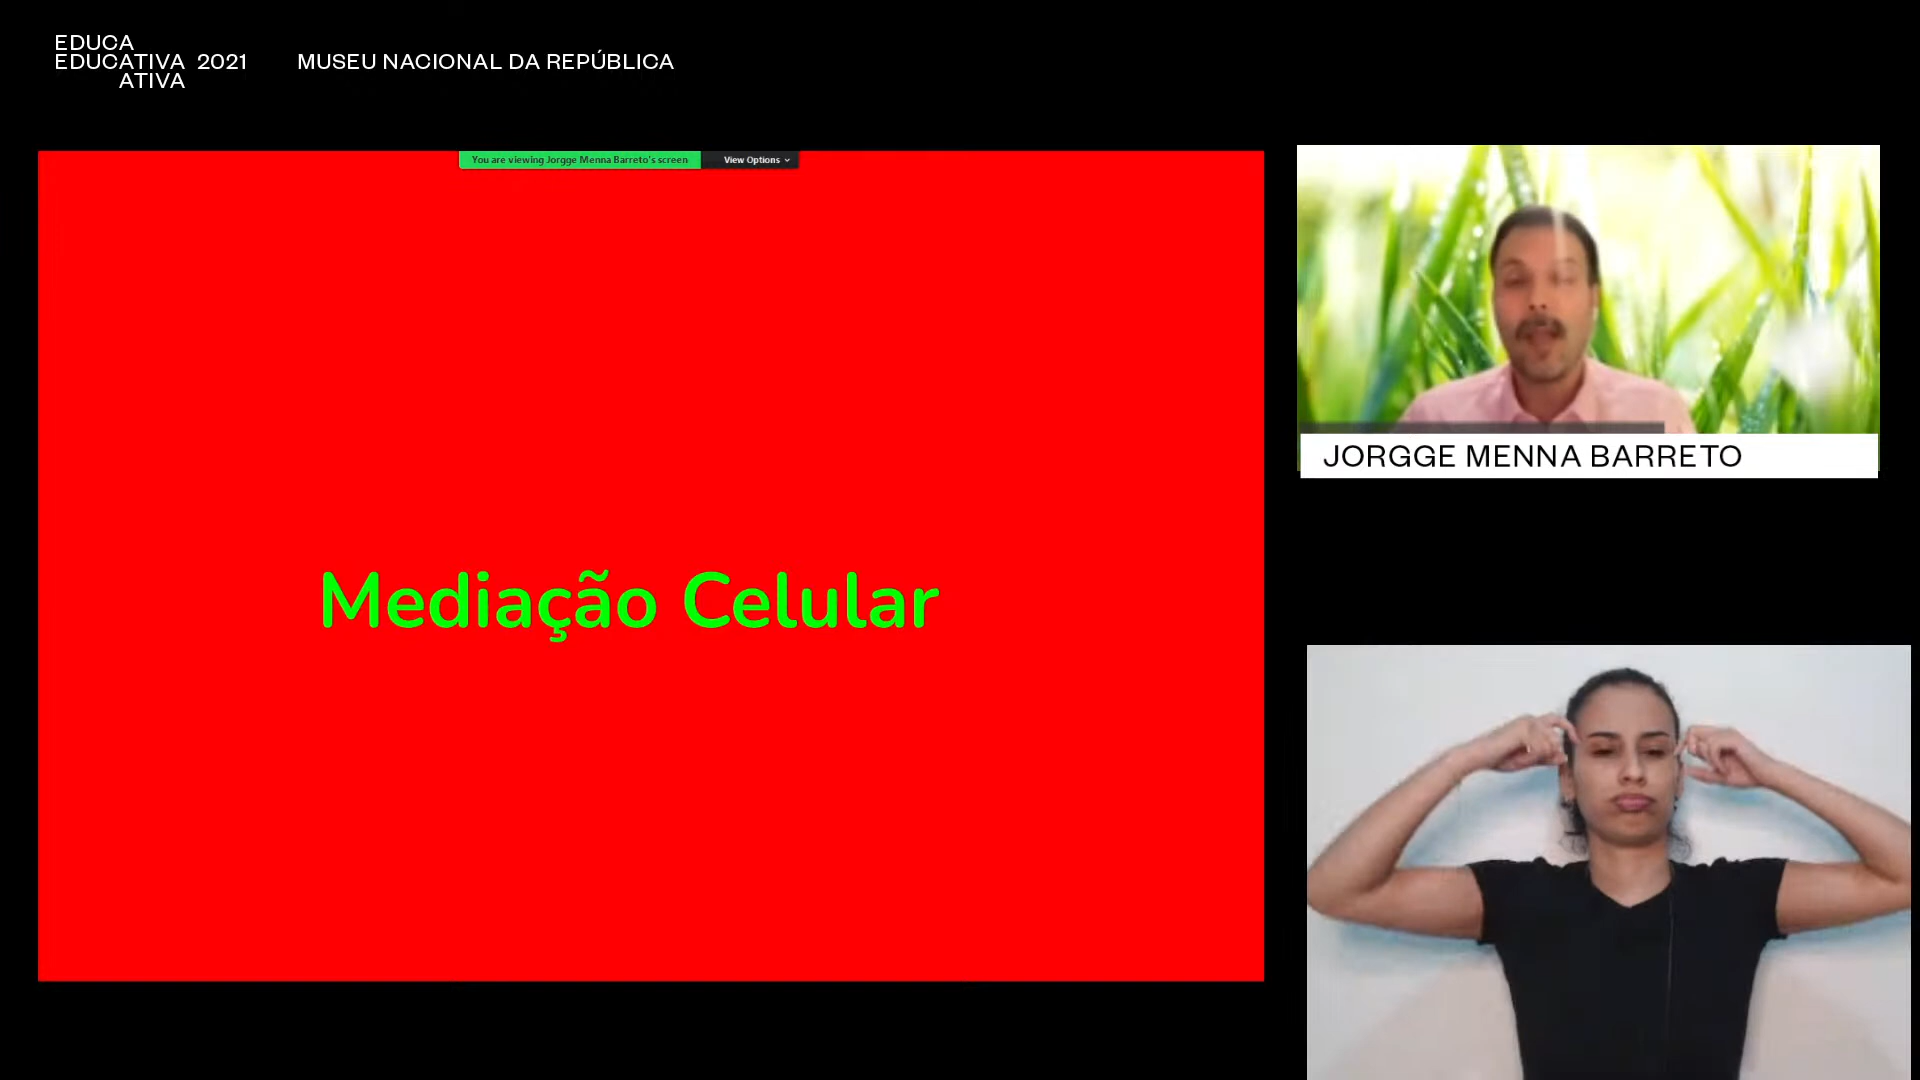 EDUCA
EDUCATIVA 2021
ATIVA
MUSEU NACIONAL DA REPÚBLICA
You are viewing Jorgge Menna Barreto's screen
View Options
Mediação Celular
JORGGE MENNA BARRETO